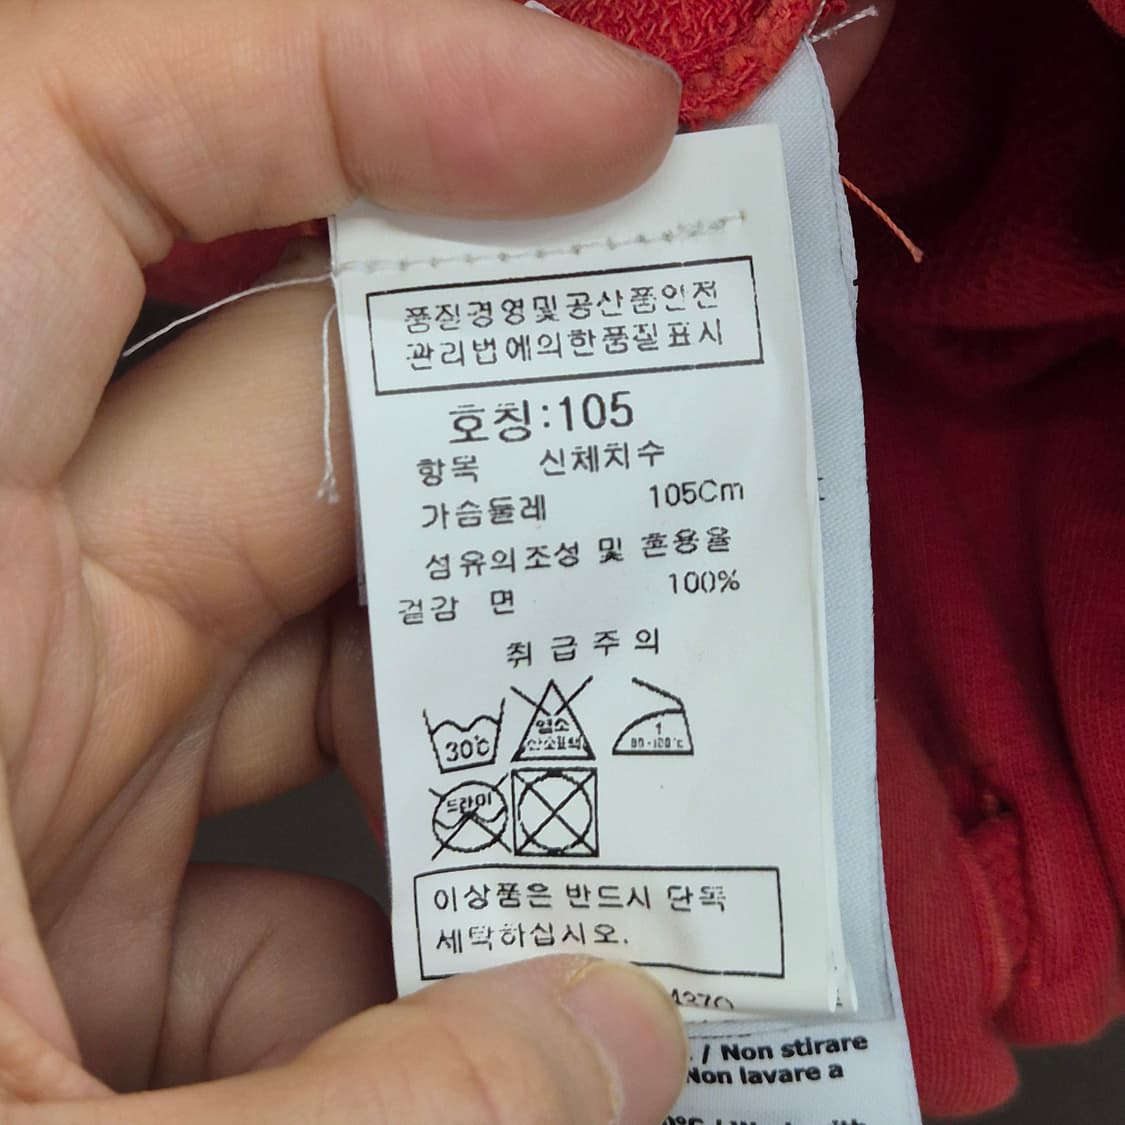 품질경영및공산품안전
관리법에의한품질표시
호칭:105
항목 신체치수
가슴둘레 105Cm
섬유의조성 및 혼용율
겉감 면 100%
취급주의
30℃
염소
산소표백
1
80-120℃
드라이
이상품은 반드시 단독
세탁하십시오.
4370
/ Non stirare
Non lavare a